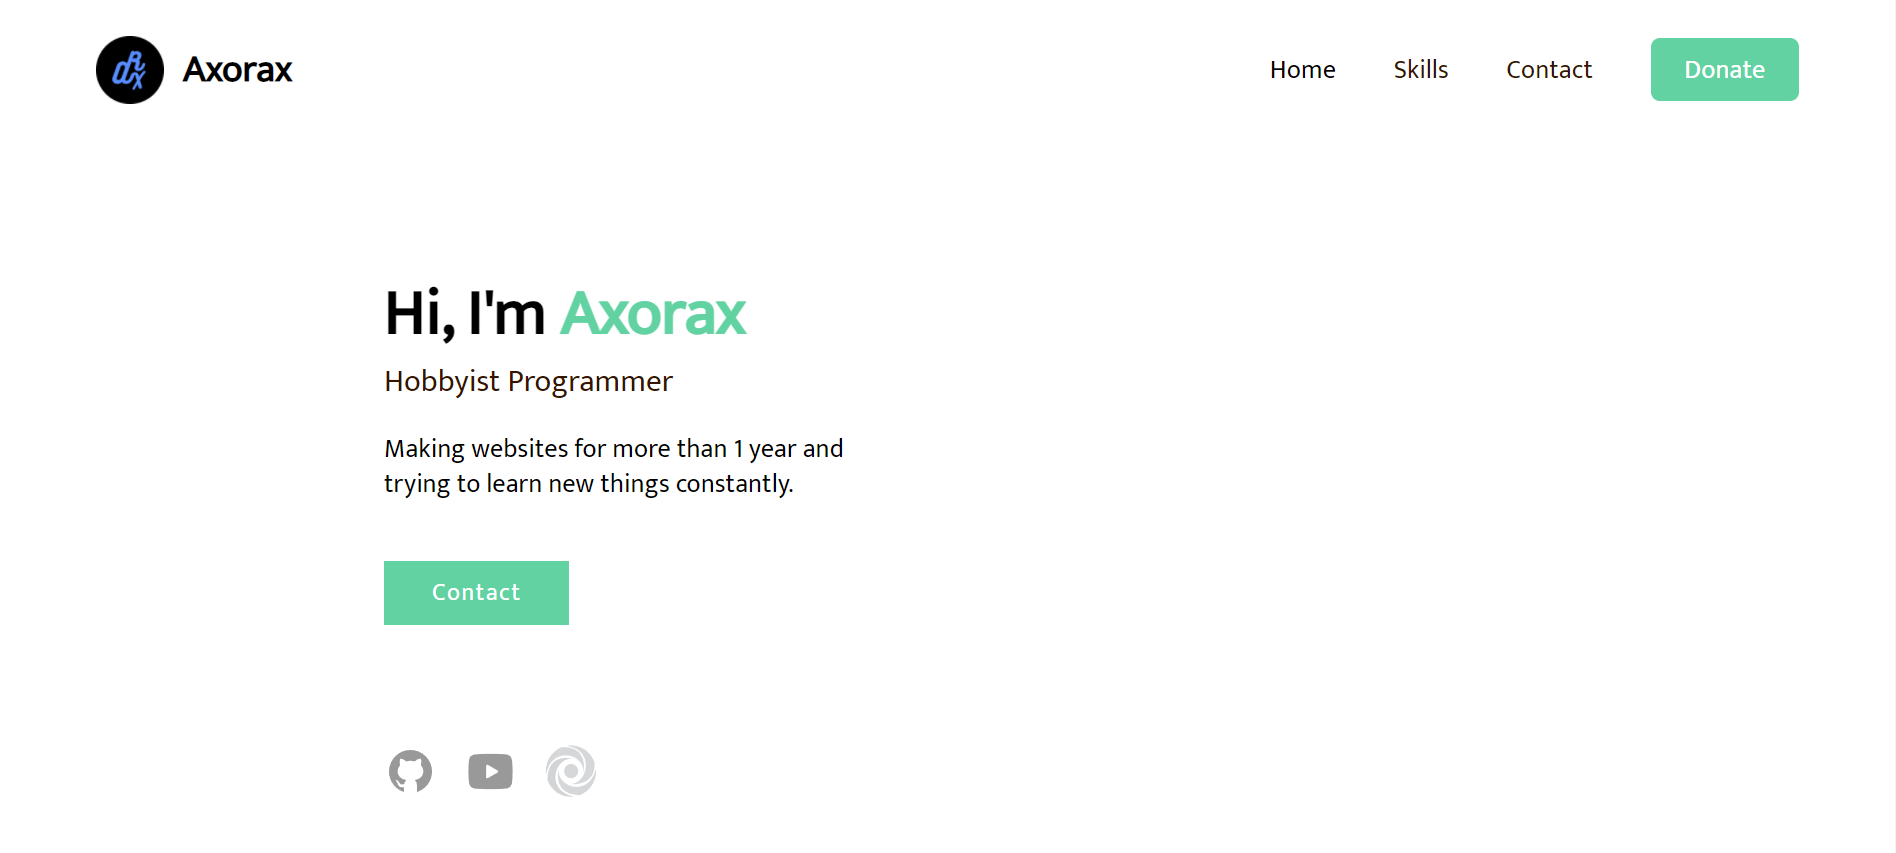 Axorax
Home
Skills
Contact
Donate
Hi, I'm Axorax
Hobbyist Programmer
Making websites for more than 1 year and
trying to learn new things constantly.
Contact